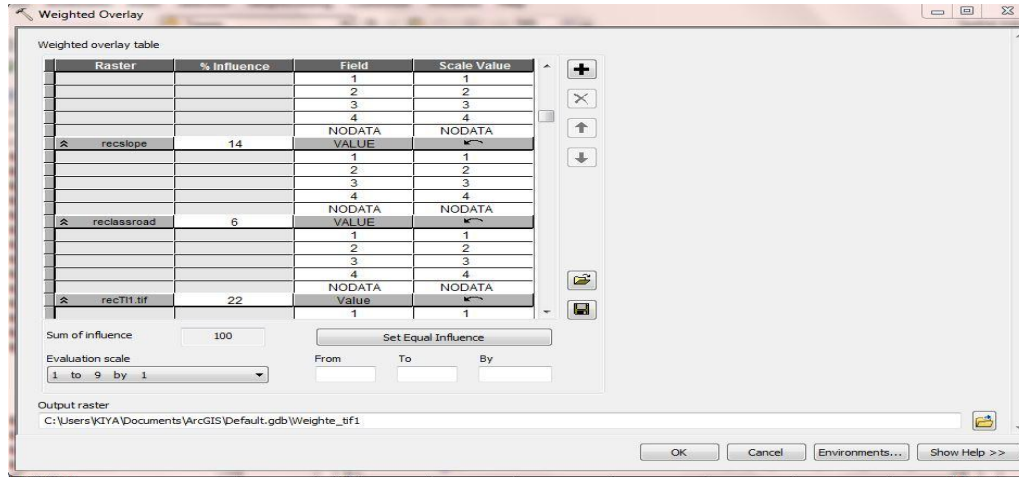 Weighted Overlay
Weighted overlay table
Raster % Influence Field Scale Value
1 1
2 2
3 3
4 4
NODATA NODATA
recslope 14 VALUE
1 1
2 2
3 3
4 4
NODATA NODATA
reclassroad 6 VALUE
1 1
2 2
3 3
4 4
NODATA NODATA
recTI1.tif 22 Value
1 1
Sum of influence 100 Set Equal Influence
Evaluation scale From To By
1 to 9 by 1
Output raster
C:\Users\KIYA\Documents\ArcGIS\Default.gdb\Weighte_tif1
OK Cancel Environments... Show Help >>